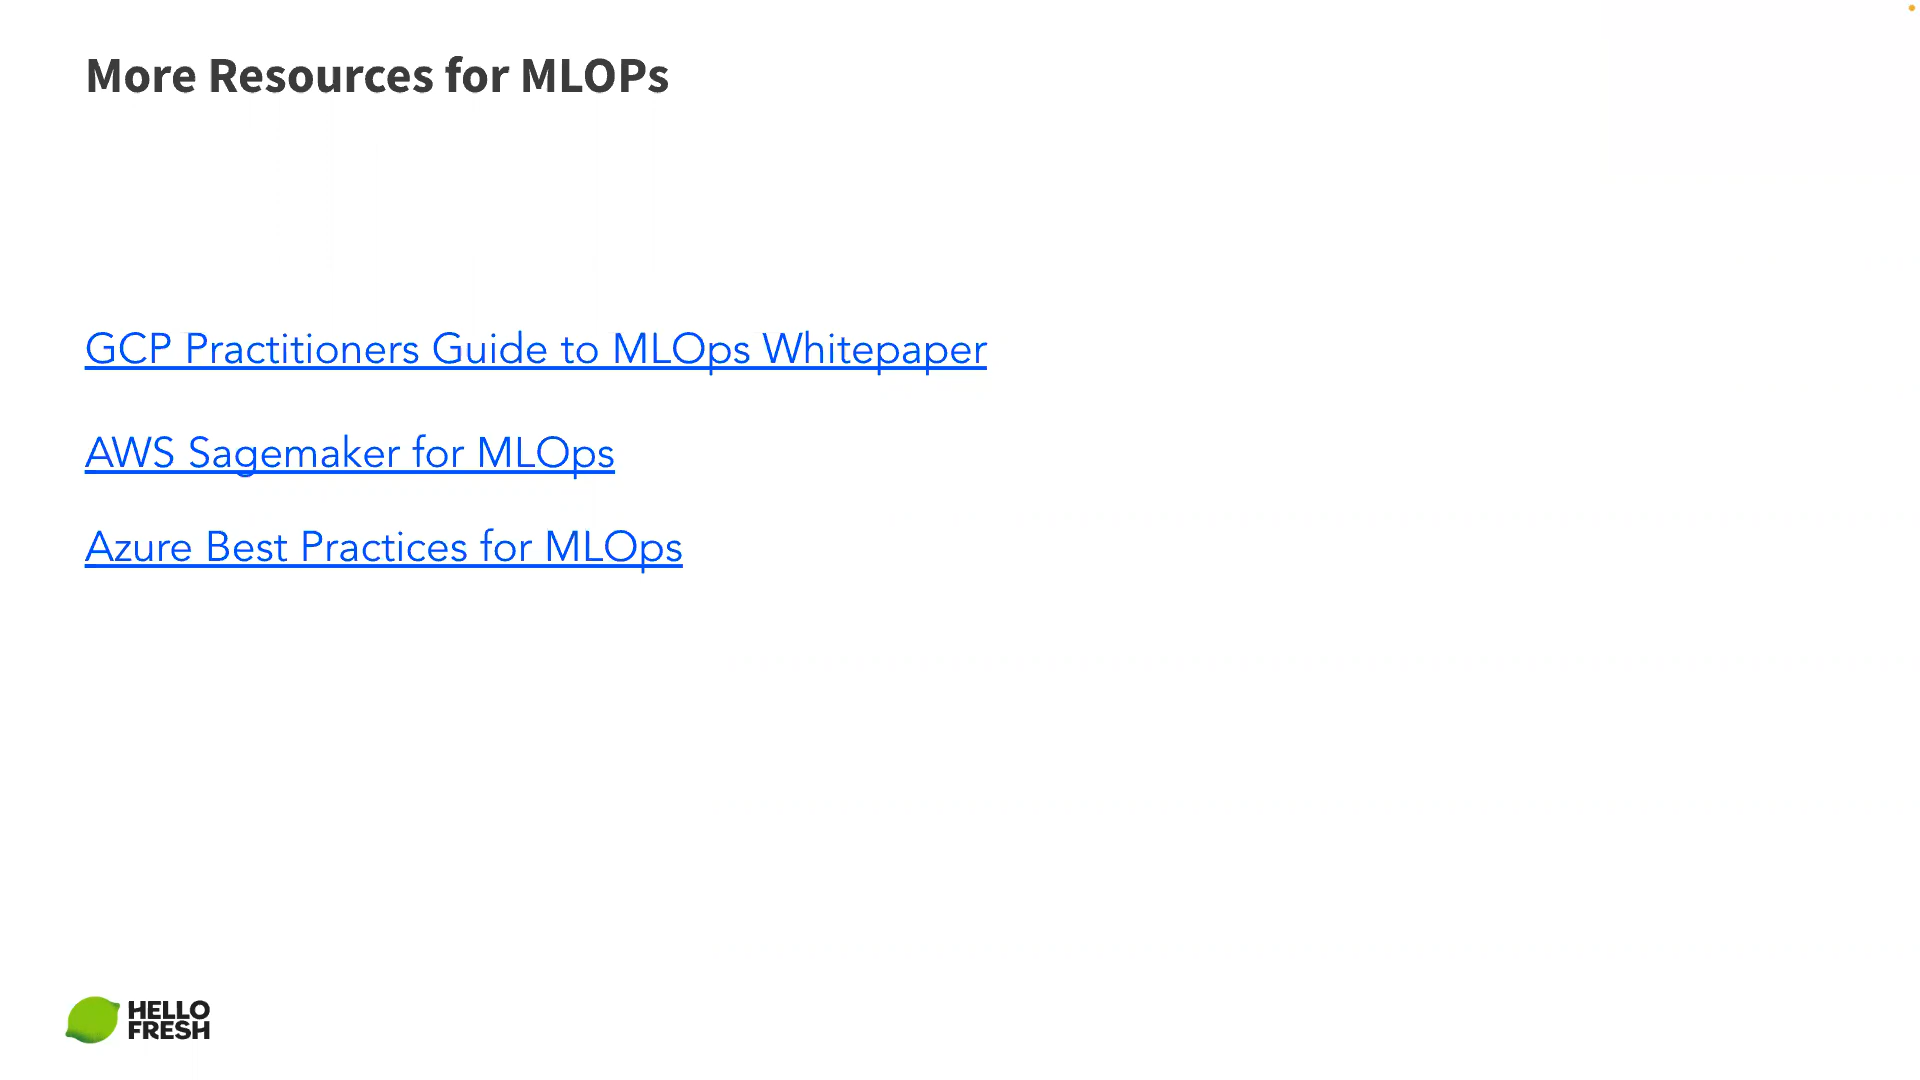 More Resources for MLOPs
GCP Practitioners Guide to MLOps Whitepaper
AWS Sagemaker for MLOps
Azure Best Practices for MLOps
HELLO
FRESH